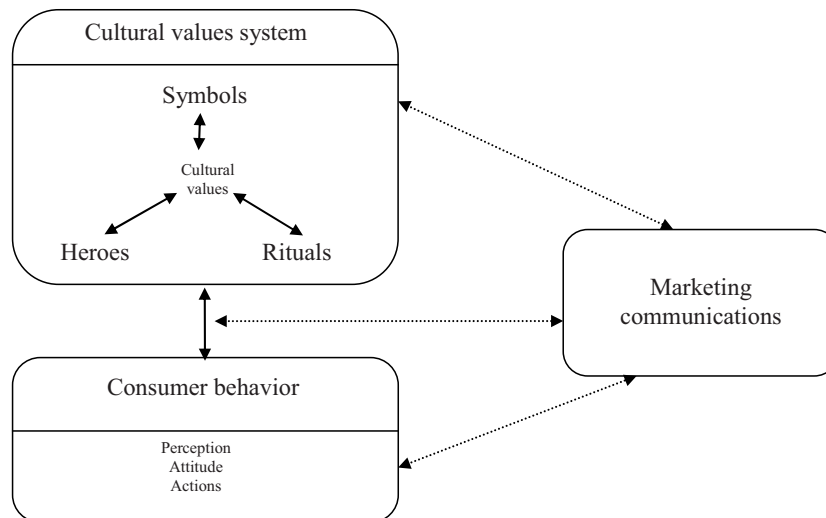 Cultural values system
Symbols
Cultural
values
Heroes
Rituals
Marketing
communications
Consumer behavior
Perception
Attitude
Actions